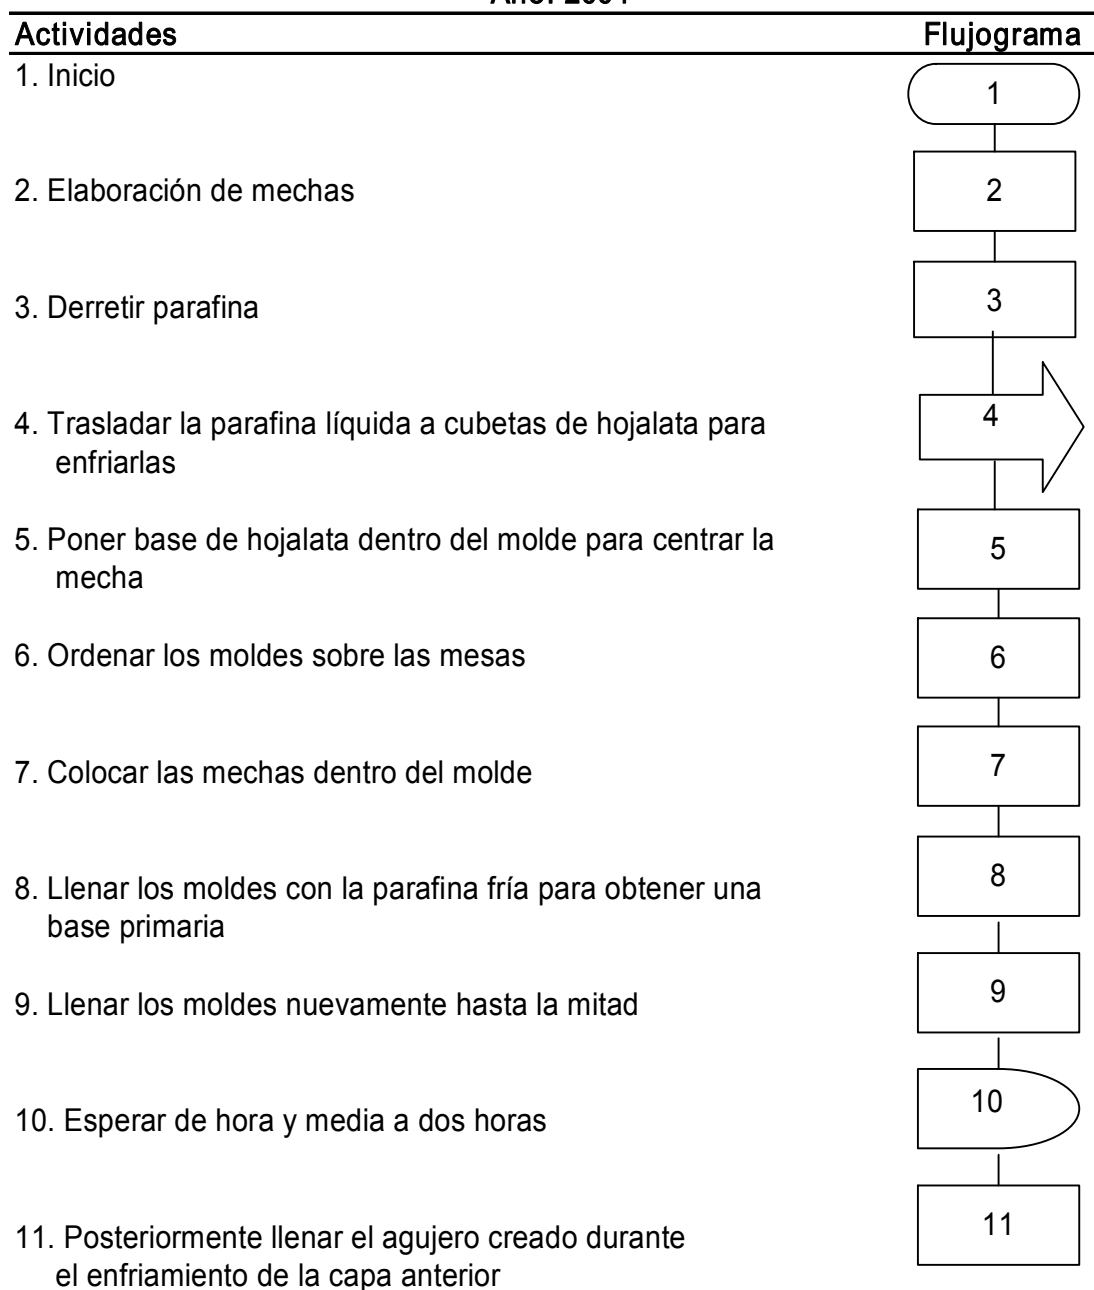 Actividades Flujograma
1. Inicio 1
2. Elaboración de mechas 2
3. Derretir parafina 3
4. Trasladar la parafina líquida a cubetas de hojalata para 4
enfriarlas
5. Poner base de hojalata dentro del molde para centrar la 5
mecha
6. Ordenar los moldes sobre las mesas 6
7. Colocar las mechas dentro del molde 7
8. Llenar los moldes con la parafina fría para obtener una 8
base primaria
9. Llenar los moldes nuevamente hasta la mitad 9
10. Esperar de hora y media a dos horas 10
11. Posteriormente llenar el agujero creado durante 11
el enfriamiento de la capa anterior